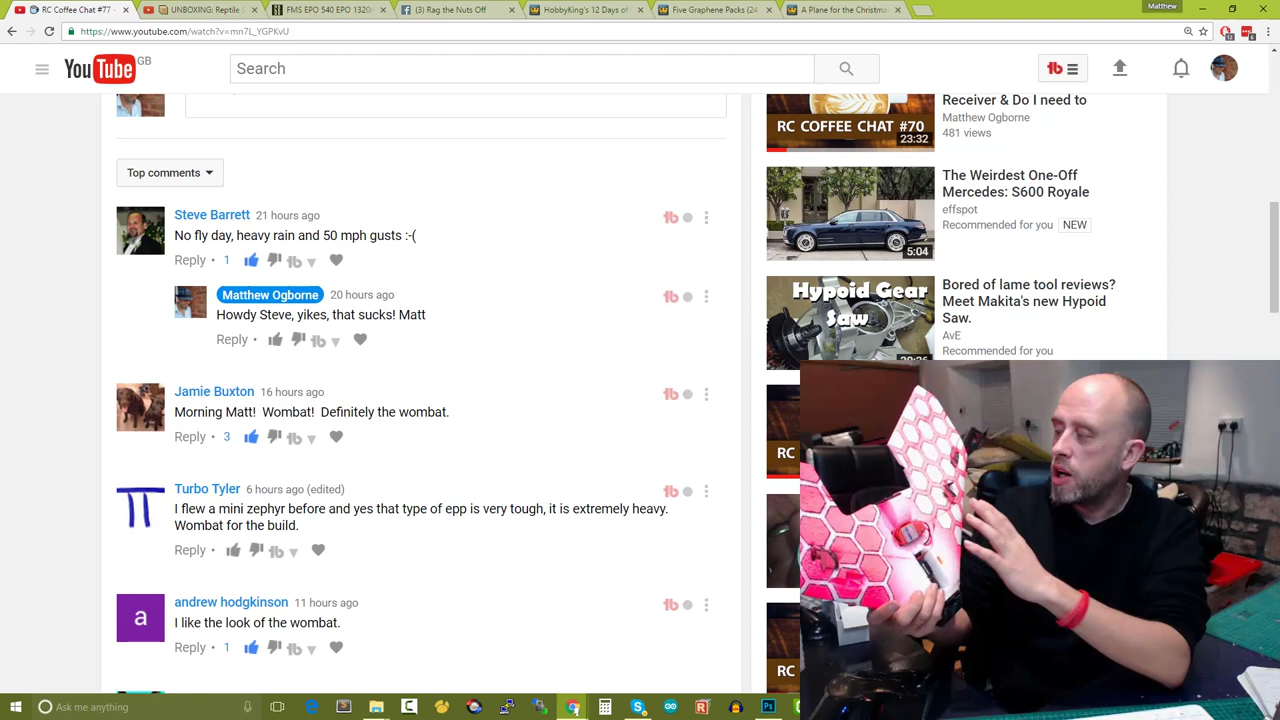 RC Coffee Chat #77 -
UNBOXING: Reptile S
FMS EPO 540 EPO 1320
(3) Rag the Nuts Off
HobbyKing's 12 Days of
Five Genuine Packs (24
A Plane for the Christma
Matthew
https://www.youtube.com/watch?v=mn7L_YGPKvU
YouTube GB
Search
Receiver & Do I need to
Matthew Ogborne
481 views
RC COFFEE CHAT #70
23:32
Top comments
The Weirdest One-Off
Mercedes: S600 Royale
effspot
Recommended for you NEW
5:04
Steve Barrett 21 hours ago
No fly day, heavy rain and 50 mph gusts :-(
Reply · 1
Matthew Ogborne 20 hours ago
Howdy Steve, yikes, that sucks! Matt
Reply ·
Hypoid Gear
Saw
Bored of lame tool reviews?
Meet Makita's new Hypoid
Saw.
AvE
Recommended for you
Jamie Buxton 16 hours ago
Morning Matt! Wombat! Definitely the wombat.
Reply · 3
RC
Turbo Tyler 6 hours ago (edited)
I flew a mini zephyr before and yes that type of epp is very tough, it is extremely heavy.
Wombat for the build.
Reply ·
a
andrew hodgkinson 11 hours ago
I like the look of the wombat.
Reply · 1
RC
Ask me anything